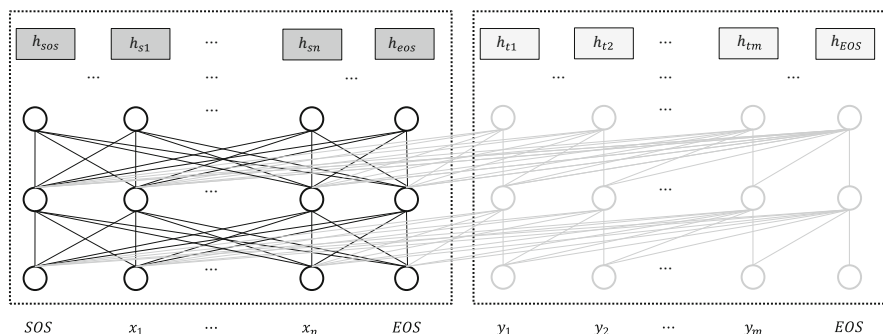 h_sos h_s1 ... h_sn h_eos h_t1 h_t2 ... h_tm h_EOS
... ... ... ... ... ...
... ...
... ...
... ...
SOS x_1 ... x_n EOS y_1 y_2 ... y_m EOS